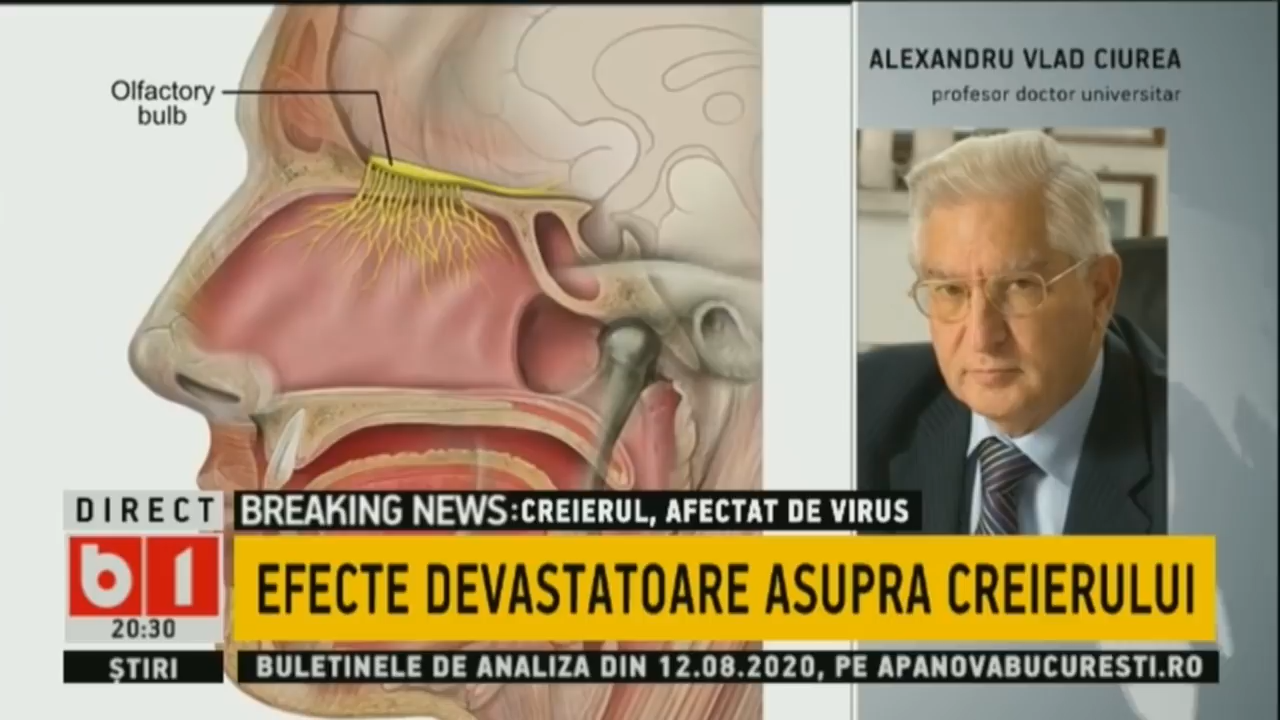 Olfactory
bulb
ALEXANDRU VLAD CIUREA
profesor doctor universitar
DIRECT
BREAKING NEWS: CREIERUL, AFECTAT DE VIRUS
b1
EFECTE DEVASTATOARE ASUPRA CREIERULUI
20:30
ȘTIRI
BULETINELE DE ANALIZA DIN 12.08.2020, PE APANOVABUCURESTI.RO